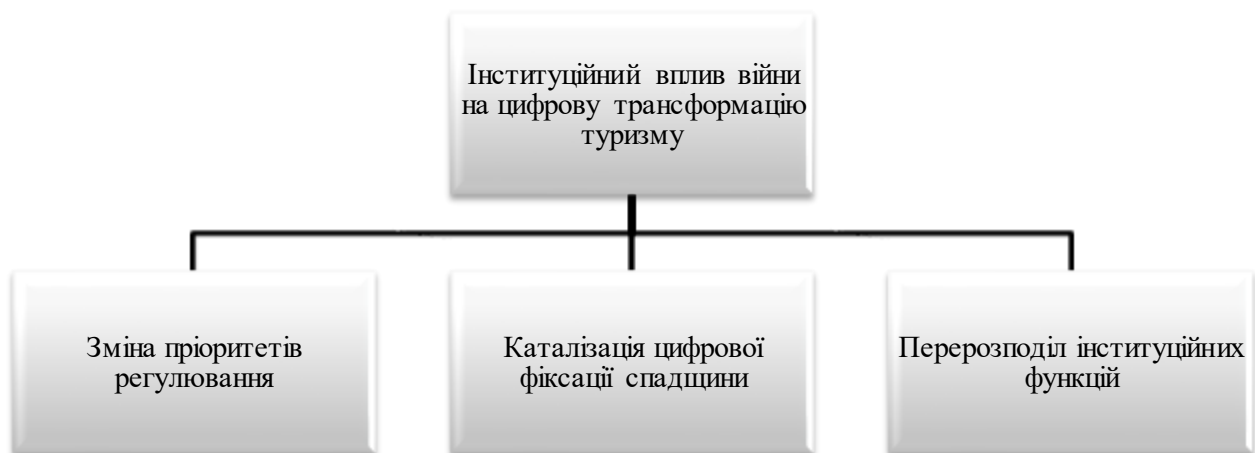 Інституційний вплив війни
на цифрову трансформацію
туризму
Зміна пріоритетів
регулювання
Каталізація цифрової
фіксації спадщини
Перерозподіл інституційних
функцій